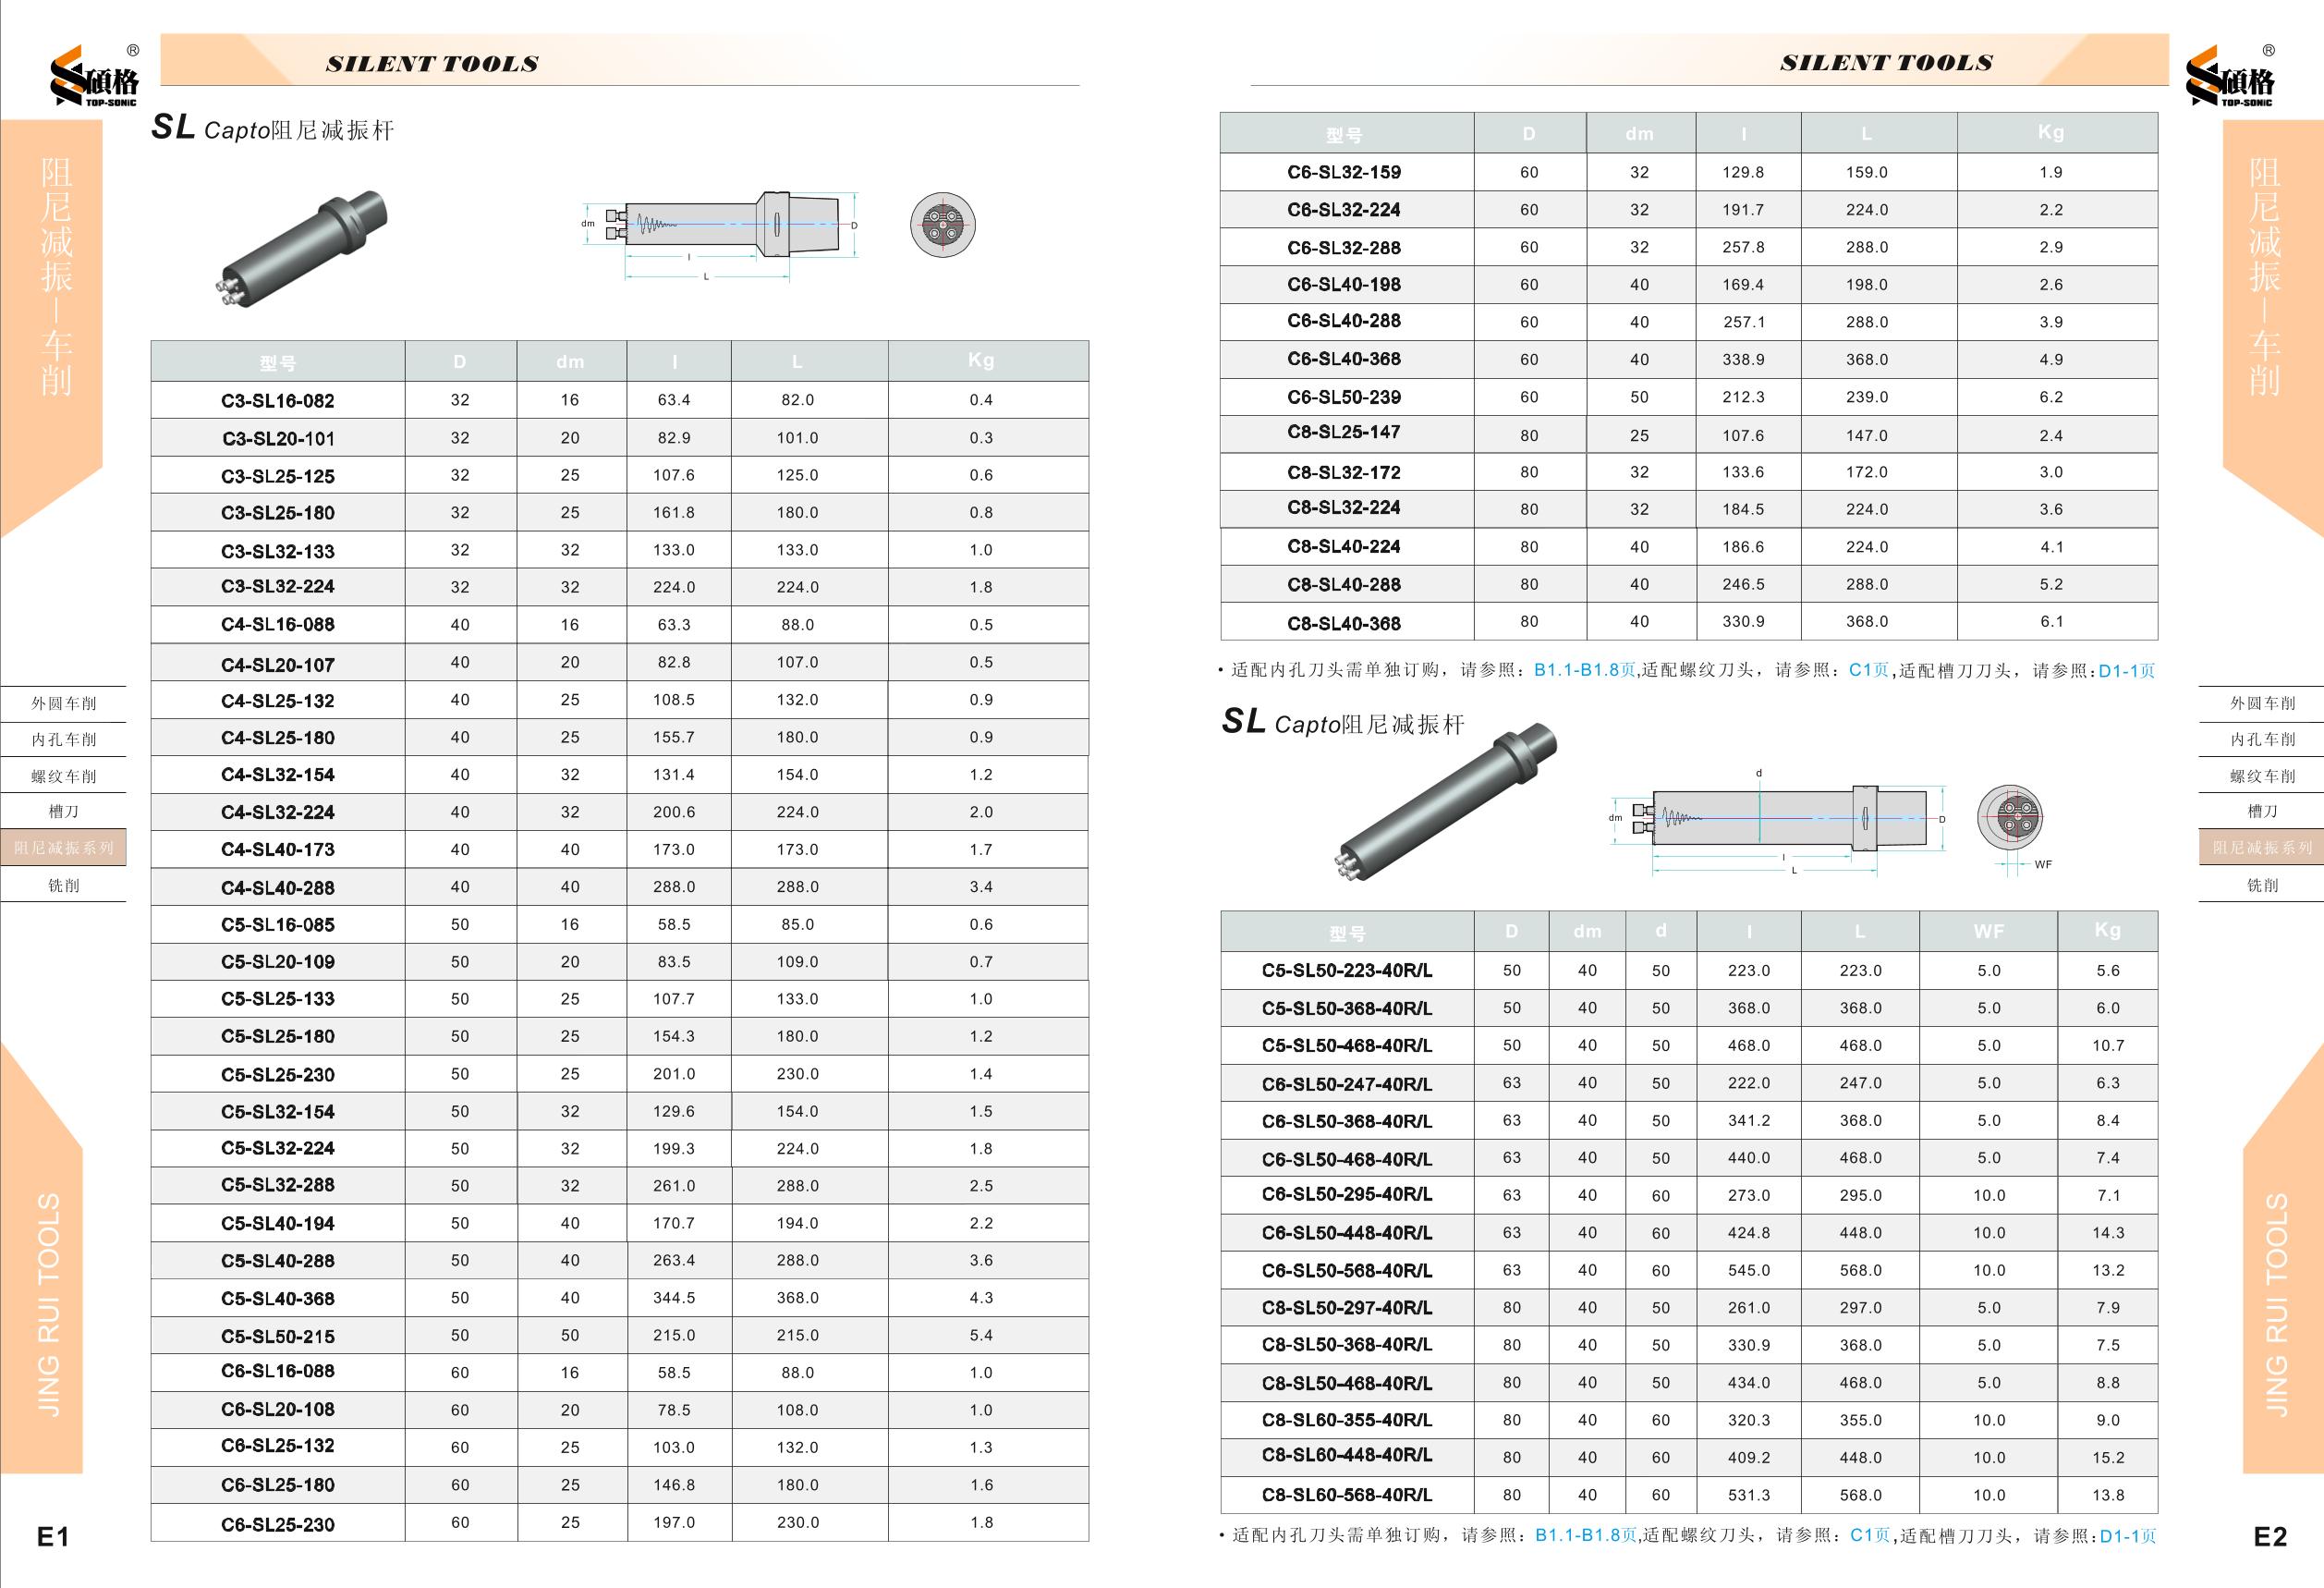 碩格®
TOP-SONIC
SILENT TOOLS
SL Capto阻尼减振杆
阻尼减振—车削
dm
D
l
L
型号 D dm l L Kg
C3-SL16-082 32 16 63.4 82.0 0.4
C3-SL20-101 32 20 82.9 101.0 0.3
C3-SL25-125 32 25 107.6 125.0 0.6
C3-SL25-180 32 25 161.8 180.0 0.8
C3-SL32-133 32 32 133.0 133.0 1.0
C3-SL32-224 32 32 224.0 224.0 1.8
C4-SL16-088 40 16 63.3 88.0 0.5
C4-SL20-107 40 20 82.8 107.0 0.5
C4-SL25-132 40 25 108.5 132.0 0.9
C4-SL25-180 40 25 155.7 180.0 0.9
C4-SL32-154 40 32 131.4 154.0 1.2
C4-SL32-224 40 32 200.6 224.0 2.0
C4-SL40-173 40 40 173.0 173.0 1.7
C4-SL40-288 40 40 288.0 288.0 3.4
C5-SL16-085 50 16 58.5 85.0 0.6
C5-SL20-109 50 20 83.5 109.0 0.7
C5-SL25-133 50 25 107.7 133.0 1.0
C5-SL25-180 50 25 154.3 180.0 1.2
C5-SL25-230 50 25 201.0 230.0 1.4
C5-SL32-154 50 32 129.6 154.0 1.5
C5-SL32-224 50 32 199.3 224.0 1.8
C5-SL32-288 50 32 261.0 288.0 2.5
C5-SL40-194 50 40 170.7 194.0 2.2
C5-SL40-288 50 40 263.4 288.0 3.6
C5-SL40-368 50 40 344.5 368.0 4.3
C5-SL50-215 50 50 215.0 215.0 5.4
C6-SL16-088 60 16 58.5 88.0 1.0
C6-SL20-108 60 20 78.5 108.0 1.0
C6-SL25-132 60 25 103.0 132.0 1.3
C6-SL25-180 60 25 146.8 180.0 1.6
C6-SL25-230 60 25 197.0 230.0 1.8
外圆车削
内孔车削
螺纹车削
槽刀
阻尼减振系列
铣削
JING RUI TOOLS
E1
SILENT TOOLS
碩格®
TOP-SONIC
阻尼减振—车削
型号 D dm l L Kg
C6-SL32-159 60 32 129.8 159.0 1.9
C6-SL32-224 60 32 191.7 224.0 2.2
C6-SL32-288 60 32 257.8 288.0 2.9
C6-SL40-198 60 40 169.4 198.0 2.6
C6-SL40-288 60 40 257.1 288.0 3.9
C6-SL40-368 60 40 338.9 368.0 4.9
C6-SL50-239 60 50 212.3 239.0 6.2
C8-SL25-147 80 25 107.6 147.0 2.4
C8-SL32-172 80 32 133.6 172.0 3.0
C8-SL32-224 80 32 184.5 224.0 3.6
C8-SL40-224 80 40 186.6 224.0 4.1
C8-SL40-288 80 40 246.5 288.0 5.2
C8-SL40-368 80 40 330.9 368.0 6.1
•适配内孔刀头需单独订购，请参照：B1.1-B1.8页,适配螺纹刀头，请参照：C1页,适配槽刀刀头，请参照:D1-1页
SL Capto阻尼减振杆
d
dm
D
l
L
WF
型号 D dm d l L WF Kg
C5-SL50-223-40R/L 50 40 50 223.0 223.0 5.0 5.6
C5-SL50-368-40R/L 50 40 50 368.0 368.0 5.0 6.0
C5-SL50-468-40R/L 50 40 50 468.0 468.0 5.0 10.7
C6-SL50-247-40R/L 63 40 50 222.0 247.0 5.0 6.3
C6-SL50-368-40R/L 63 40 50 341.2 368.0 5.0 8.4
C6-SL50-468-40R/L 63 40 50 440.0 468.0 5.0 7.4
C6-SL50-295-40R/L 63 40 60 273.0 295.0 10.0 7.1
C6-SL50-448-40R/L 63 40 60 424.8 448.0 10.0 14.3
C6-SL50-568-40R/L 63 40 60 545.0 568.0 10.0 13.2
C8-SL50-297-40R/L 80 40 50 261.0 297.0 5.0 7.9
C8-SL50-368-40R/L 80 40 50 330.9 368.0 5.0 7.5
C8-SL50-468-40R/L 80 40 50 434.0 468.0 5.0 8.8
C8-SL60-355-40R/L 80 40 60 320.3 355.0 10.0 9.0
C8-SL60-448-40R/L 80 40 60 409.2 448.0 10.0 15.2
C8-SL60-568-40R/L 80 40 60 531.3 568.0 10.0 13.8
•适配内孔刀头需单独订购，请参照：B1.1-B1.8页,适配螺纹刀头，请参照：C1页,适配槽刀刀头，请参照:D1-1页
外圆车削
内孔车削
螺纹车削
槽刀
阻尼减振系列
铣削
JING RUI TOOLS
E2